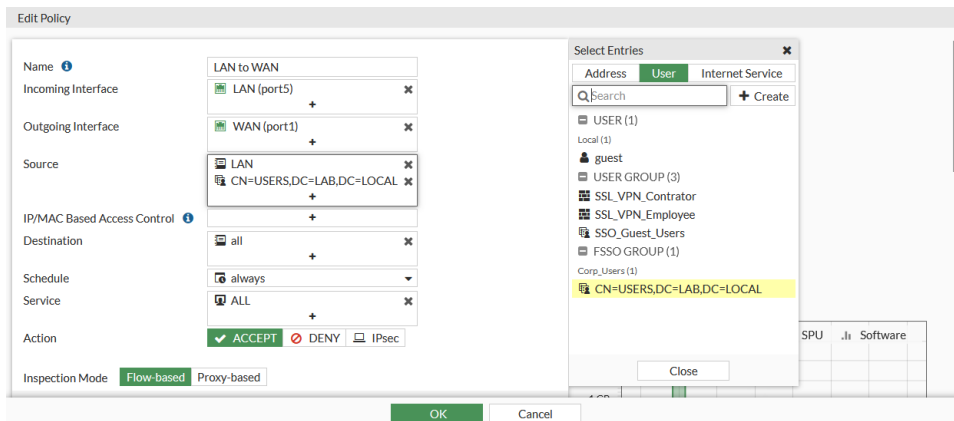 Edit Policy
Name
LAN to WAN
Incoming Interface
LAN (port5)
+
Outgoing Interface
WAN (port1)
+
Source
LAN
CN=USERS,DC=LAB,DC=LOCAL
+
IP/MAC Based Access Control
+
Destination
all
+
Schedule
always
Service
ALL
+
Action
ACCEPT DENY IPsec
Inspection Mode
Flow-based Proxy-based
OK Cancel
Select Entries
Address User Internet Service
Search
+ Create
USER (1)
Local (1)
guest
USER GROUP (3)
SSL_VPN_Contrator
SSL_VPN_Employee
SSO_Guest_Users
FSSO GROUP (1)
Corp_Users (1)
CN=USERS,DC=LAB,DC=LOCAL
Close
SPU Software